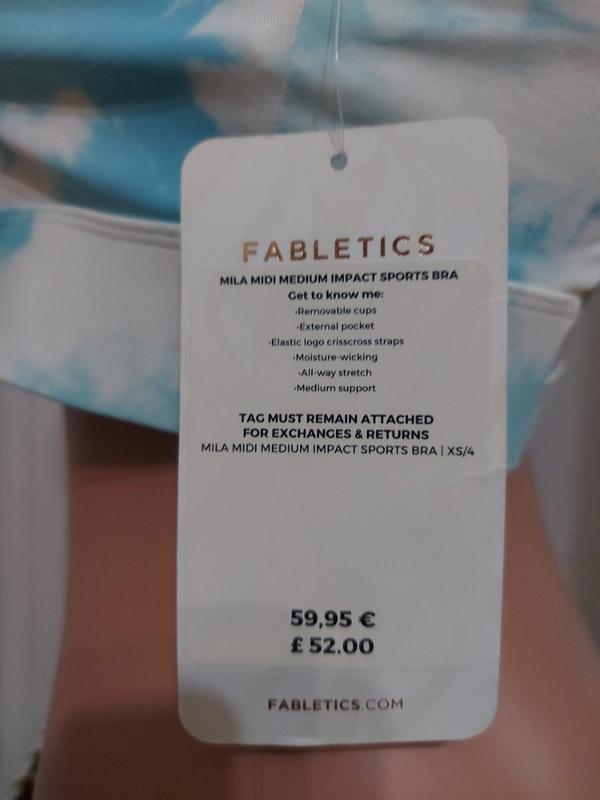 FABLETICS
MILA MIDI MEDIUM IMPACT SPORTS BRA
Get to know me:
•Removable cups
•External pocket
•Elastic logo crisscross straps
•Moisture-wicking
•All-way stretch
•Medium support
TAG MUST REMAIN ATTACHED
FOR EXCHANGES & RETURNS
MILA MIDI MEDIUM IMPACT SPORTS BRA | XS/4
59,95 €
£ 52.00
FABLETICS.COM